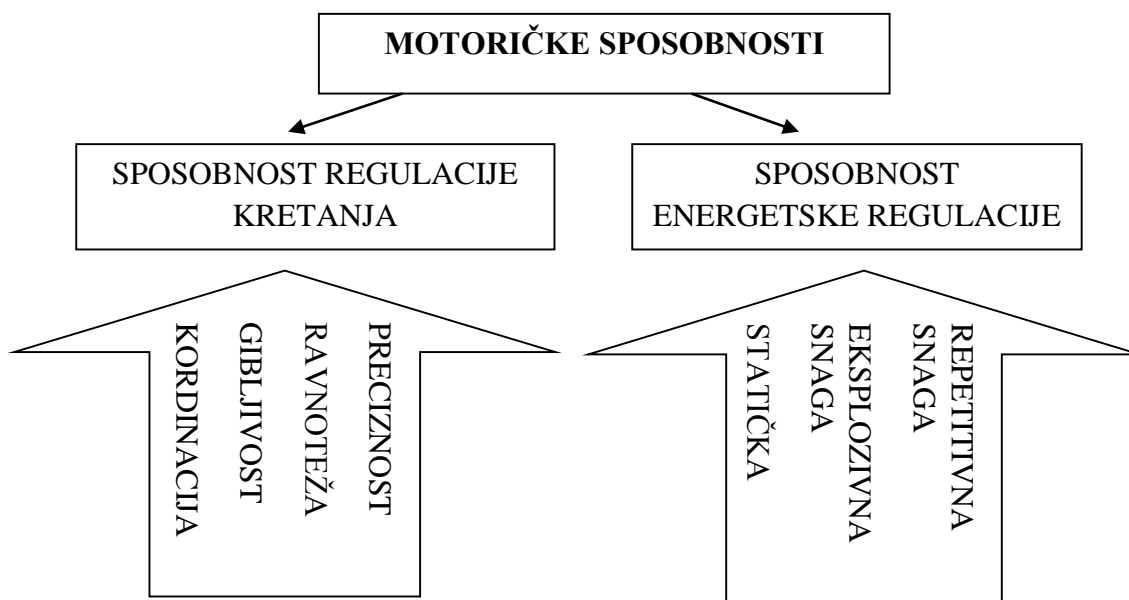 MOTORIČKE SPOSOBNOSTI
SPOSOBNOST REGULACIJE
KRETANJA
SPOSOBNOST
ENERGETSKE REGULACIJE
PRECIZNOST
RAVNOTEŽA
GIBLJIVOST
KORDINACIJA
REPETITIVNA
SNAGA
EKSPLOZIVNA
SNAGA
STATIČKA